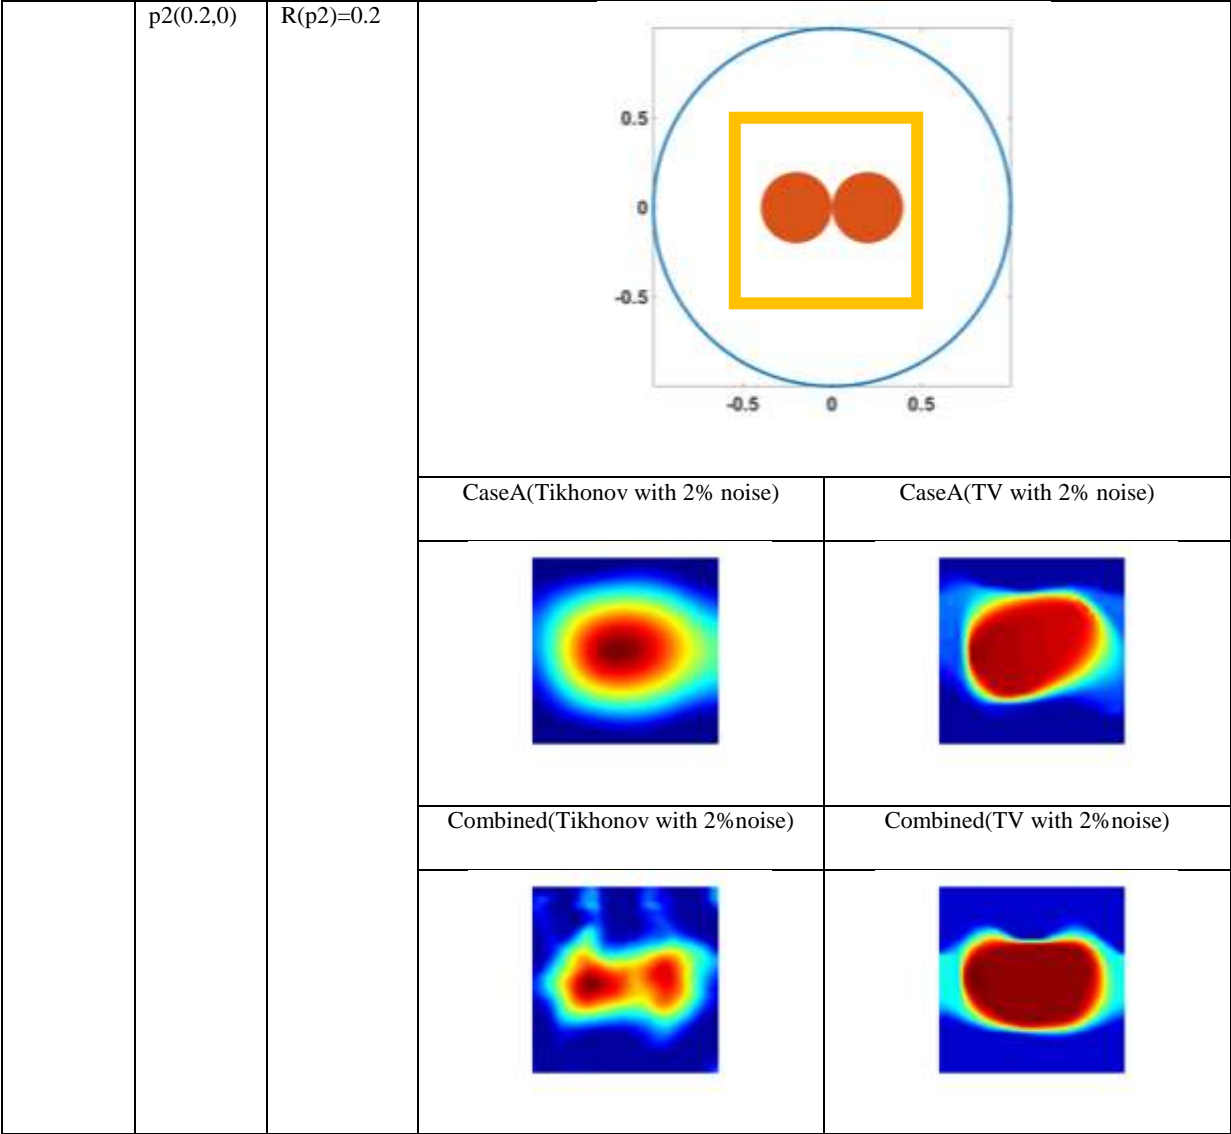 p2(0.2,0)
R(p2)=0.2
0.5
0
-0.5
-0.5
0
0.5
CaseA(Tikhonov with 2% noise)
CaseA(TV with 2% noise)
Combined(Tikhonov with 2%noise)
Combined(TV with 2%noise)